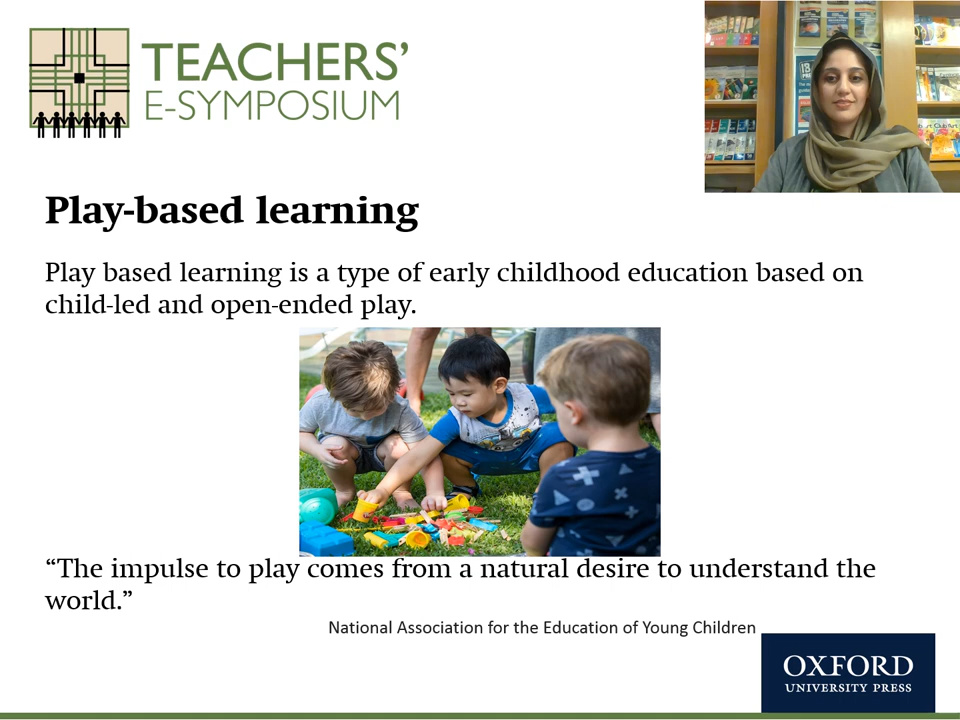 TEACHERS'
E-SYMPOSIUM
Play-based learning
Play based learning is a type of early childhood education based on
child-led and open-ended play.
“The impulse to play comes from a natural desire to understand the
world.”
National Association for the Education of Young Children
OXFORD
UNIVERSITY PRESS